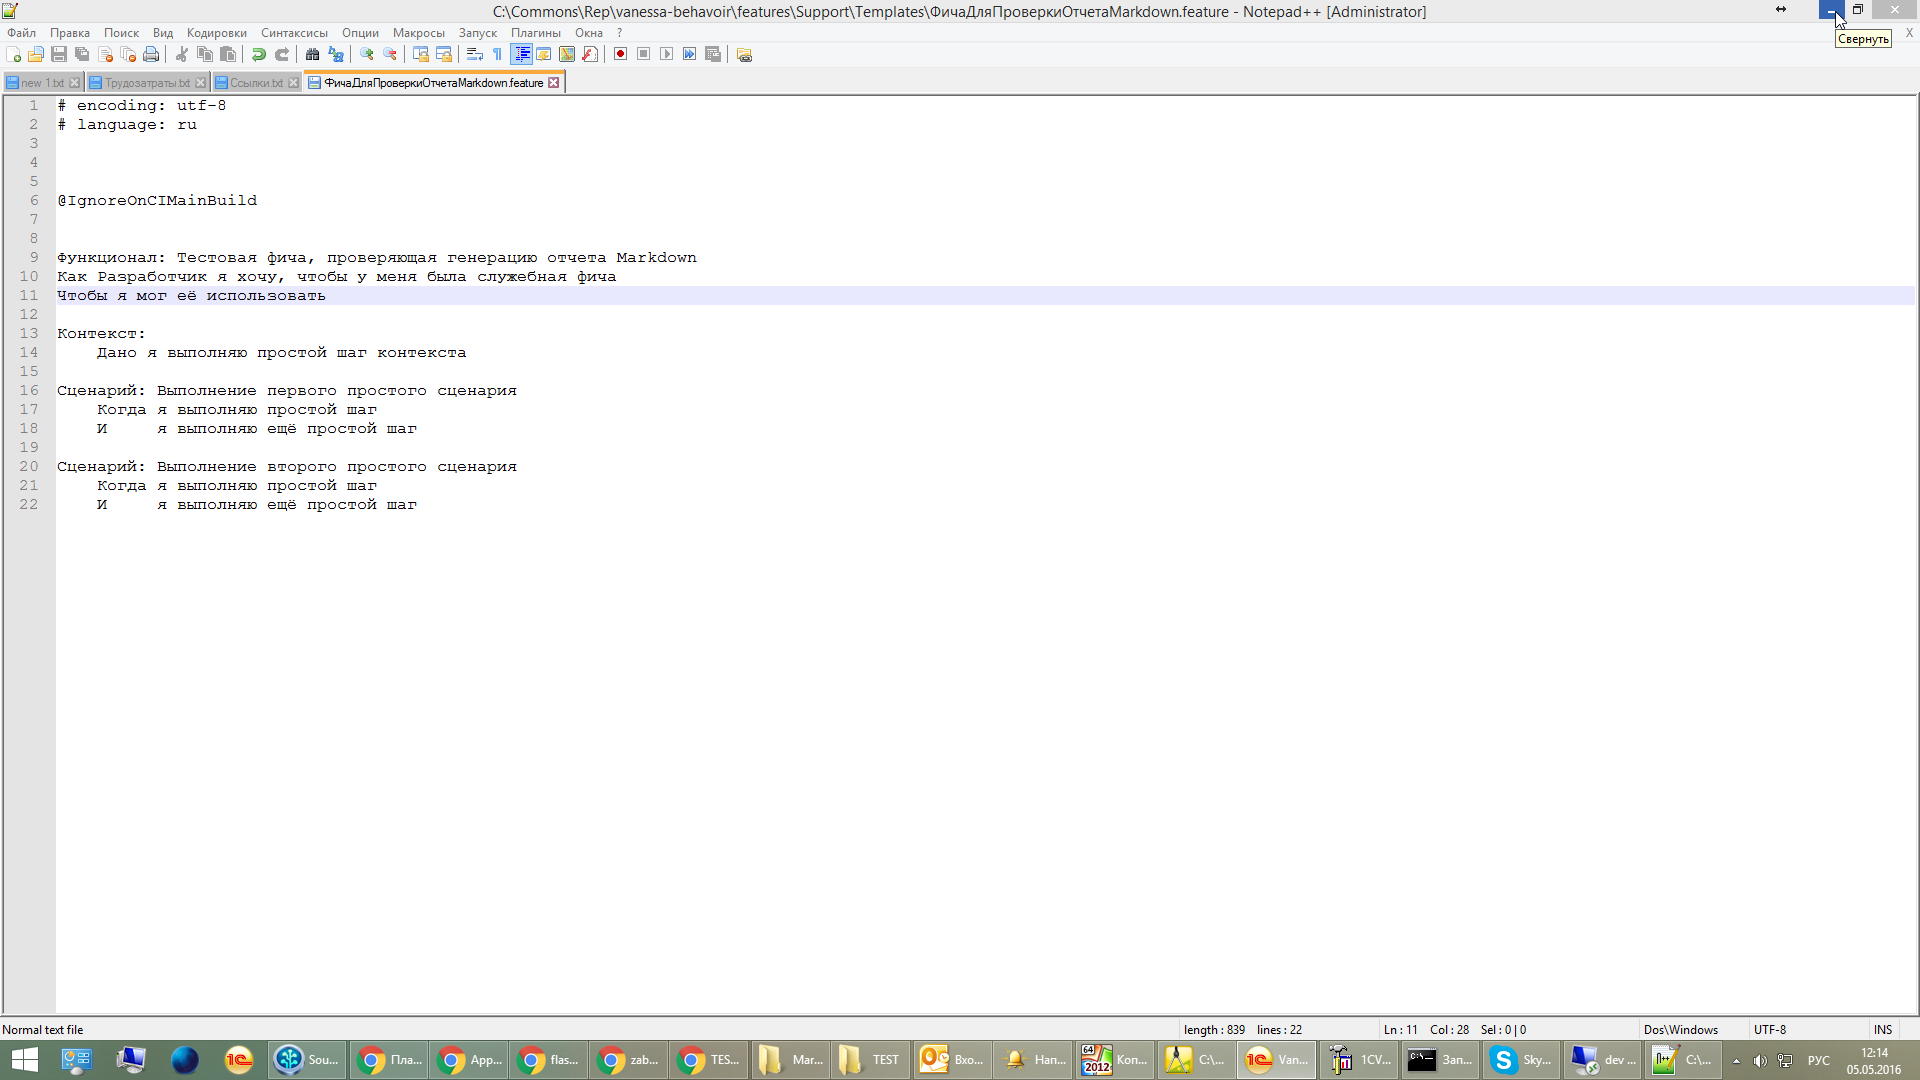 C:\Commons\Rep\vanessa-behavoir\features\Support\Templates\ФичаДляПроверкиОтчетаMarkdown.feature - Notepad++ [Administrator]
Файл Правка Поиск Вид Кодировки Синтаксисы Опции Макросы Запуск Плагины Окна ? X
Свернуть
new 1.txt Трудозатраты.txt Ссылки.txt ФичаДляПроверкиОтчетаMarkdown.feature
1 # encoding: utf-8
2 # language: ru
3
4
5
6 @IgnoreOnCIMainBuild
7
8
9 Функционал: Тестовая фича, проверяющая генерацию отчета Markdown
10 Как Разработчик я хочу, чтобы у меня была служебная фича
11 Чтобы я мог её использовать
12
13 Контекст:
14 Дано я выполняю простой шаг контекста
15
16 Сценарий: Выполнение первого простого сценария
17 Когда я выполняю простой шаг
18 И я выполняю ещё простой шаг
19
20 Сценарий: Выполнение второго простого сценария
21 Когда я выполняю простой шаг
22 И я выполняю ещё простой шаг
Normal text file length : 839 lines : 22 Ln : 11 Col : 28 Sel : 0 | 0 Dos\Windows UTF-8 INS
Sou... Пла... App... flas... zab... TES... Mar... TEST Вхо... Нап... 64 2012 Коп... C:\... Van... 1CV... C:\ Зап... Sky... dev ... C:\... РУС 12:14
05.05.2016